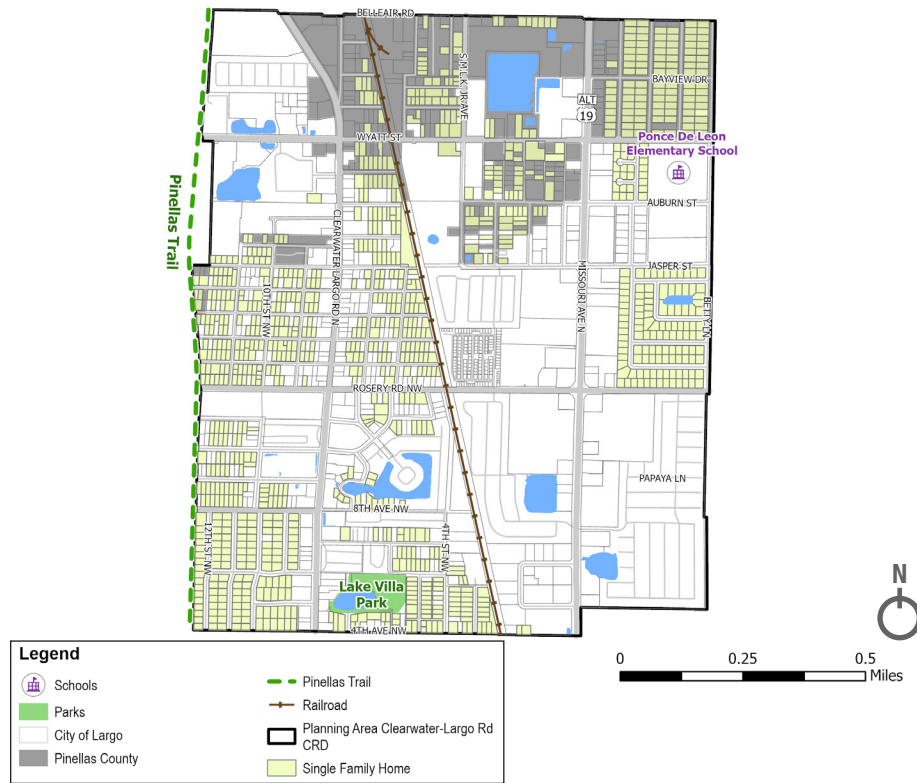 BELLEAIR RD
S M.L.K. JR AVE
BAYVIEW DR
ALT
19
WYATT ST
Ponce De Leon
Elementary School
Pinellas Trail
AUBURN ST
CLEARWATER LARGO RD N
MISSOURI AVE N
JASPER ST
10TH ST NW
BETTY LN
ROSERY RD NW
PAPAYA LN
8TH AVE NW
12TH ST NW
4TH ST NW
Lake Villa
Park
4TH AVE NW
N
Legend
Schools
Parks
City of Largo
Pinellas County
Pinellas Trail
Railroad
Planning Area Clearwater-Largo Rd
CRD
Single Family Home
0 0.25 0.5
Miles